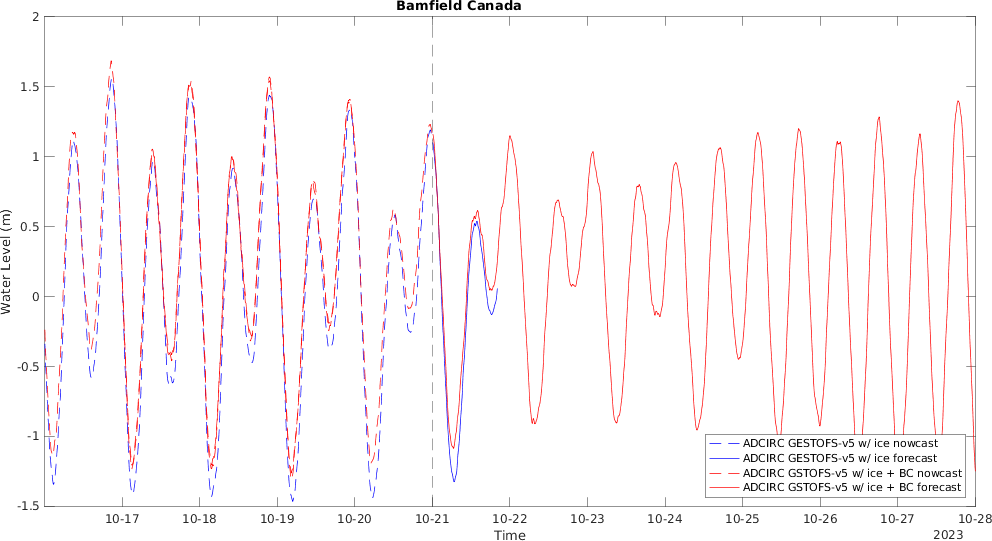 Bamfield Canada
2
1.5
1
0.5
0
-0.5
-1
-1.5
Water Level (m)
10-17 10-18 10-19 10-20 10-21 10-22 10-23 10-24 10-25 10-26 10-27 10-28
Time
2023
ADCIRC GESTOFS-v5 w/ ice nowcast
ADCIRC GESTOFS-v5 w/ ice forecast
ADCIRC GSTOFS-v5 w/ ice + BC nowcast
ADCIRC GSTOFS-v5 w/ ice + BC forecast